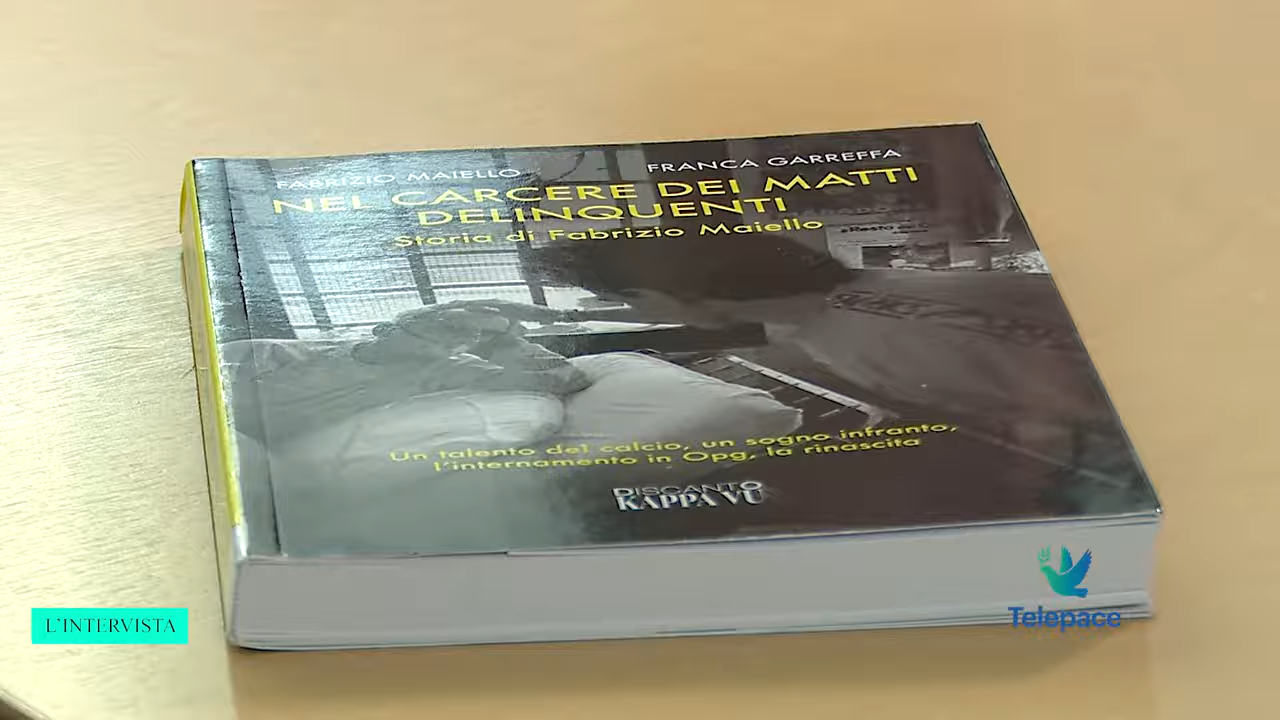 FABRIZIO MAIELLO
FRANCA GARREFFA
NEL CARCERE DEI MATTI
DELINQUENTI
Storia di Fabrizio Maiello
Un talento del calcio, un sogno infranto,
l'internamento in Opg, la rinascita
DISCANTO
KAPPA VU
L'INTERVISTA
Telepace